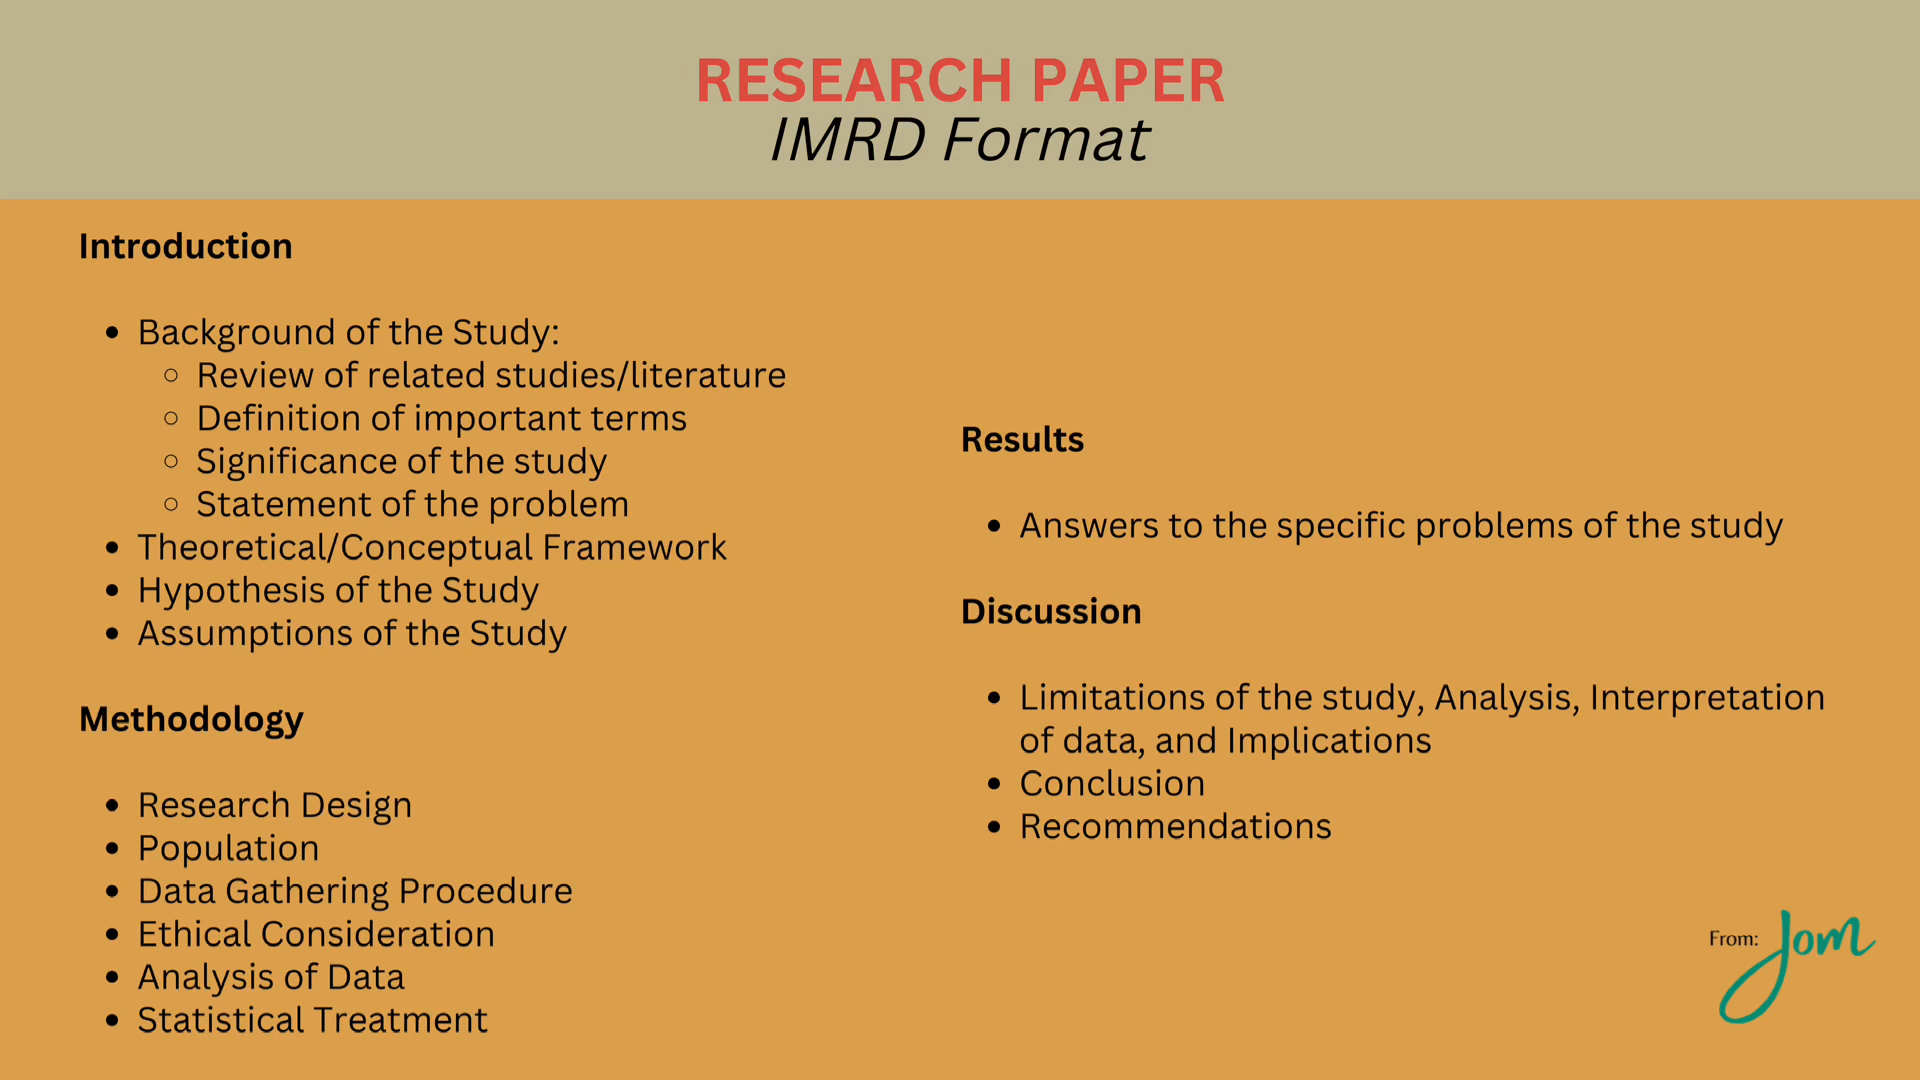 RESEARCH PAPER
IMRD Format
Introduction
• Background of the Study:
○ Review of related studies/literature
○ Definition of important terms
○ Significance of the study
○ Statement of the problem
• Theoretical/Conceptual Framework
• Hypothesis of the Study
• Assumptions of the Study
Methodology
• Research Design
• Population
• Data Gathering Procedure
• Ethical Consideration
• Analysis of Data
• Statistical Treatment
Results
• Answers to the specific problems of the study
Discussion
• Limitations of the study, Analysis, Interpretation
of data, and Implications
• Conclusion
• Recommendations
From: Jom